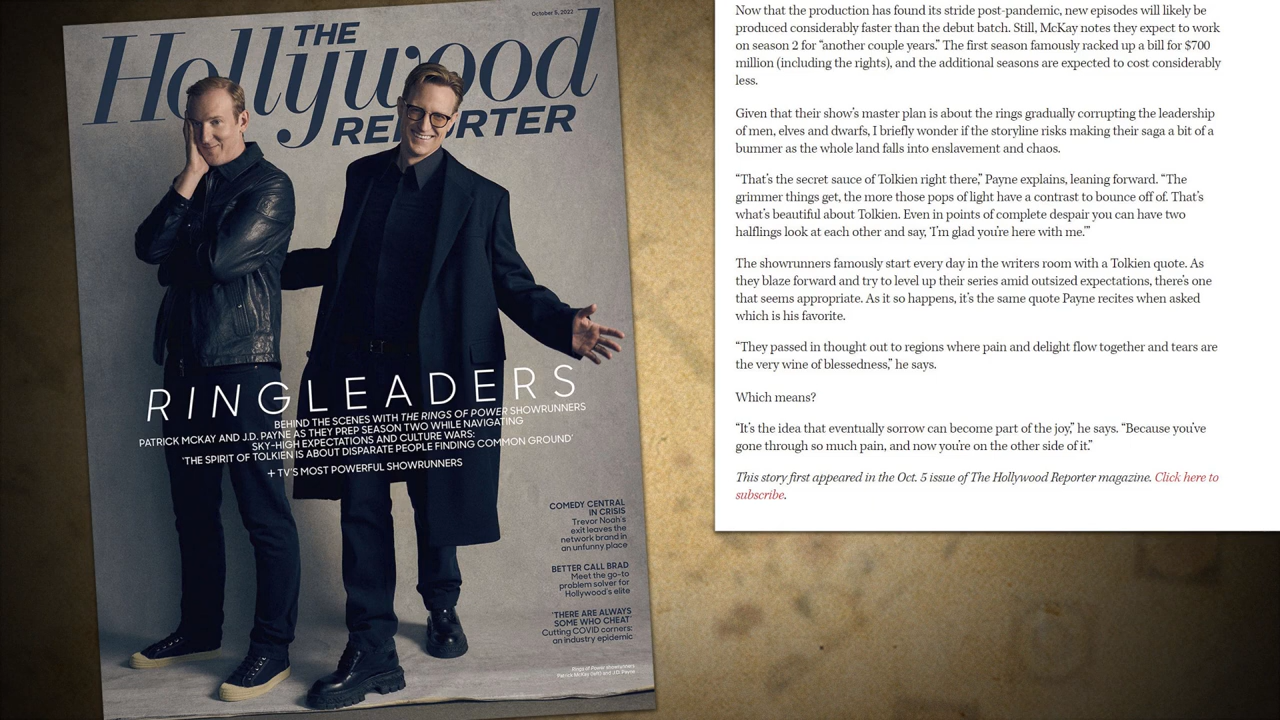 October 5, 2022
THE
Hollywood
REPORTER
RINGLEADERS
BEHIND THE SCENES WITH THE RINGS OF POWER SHOWRUNNERS
PATRICK MCKAY AND J.D. PAYNE AS THEY PREP SEASON TWO WHILE NAVIGATING
SKY-HIGH EXPECTATIONS AND CULTURE WARS:
'THE SPIRIT OF TOLKIEN IS ABOUT DISPARATE PEOPLE FINDING COMMON GROUND'
+ TV'S MOST POWERFUL SHOWRUNNERS
COMEDY CENTRAL
IN CRISIS
Trevor Noah's
exit leaves the
network brand in
an unfunny place
BETTER CALL BRAD
Meet the go-to
problem solver for
Hollywood's elite
'THERE ARE ALWAYS
SOME WHO CHEAT'
Cutting COVID corners:
an industry epidemic
Rings of Power showrunners
Patrick McKay (left) and J.D. Payne
Now that the production has found its stride post-pandemic, new episodes will likely be
produced considerably faster than the debut batch. Still, McKay notes they expect to work
on season 2 for “another couple years.” The first season famously racked up a bill for $700
million (including the rights), and the additional seasons are expected to cost considerably
less.
Given that their show’s master plan is about the rings gradually corrupting the leadership
of men, elves and dwarfs, I briefly wonder if the storyline risks making their saga a bit of a
bummer as the whole land falls into enslavement and chaos.
“That’s the secret sauce of Tolkien right there,” Payne explains, leaning forward. “The
grimmer things get, the more those pops of light have a contrast to bounce off of. That’s
what’s beautiful about Tolkien. Even in points of complete despair you can have two
halflings look at each other and say, ‘I’m glad you’re here with me.’”
The showrunners famously start every day in the writers room with a Tolkien quote. As
they blaze forward and try to level up their series amid outsized expectations, there’s one
that seems appropriate. As it so happens, it’s the same quote Payne recites when asked
which is his favorite.
“They passed in thought out to regions where pain and delight flow together and tears are
the very wine of blessedness,” he says.
Which means?
“It’s the idea that eventually sorrow can become part of the joy,” he says. “Because you’ve
gone through so much pain, and now you’re on the other side of it.”
This story first appeared in the Oct. 5 issue of The Hollywood Reporter magazine. Click here to
subscribe.